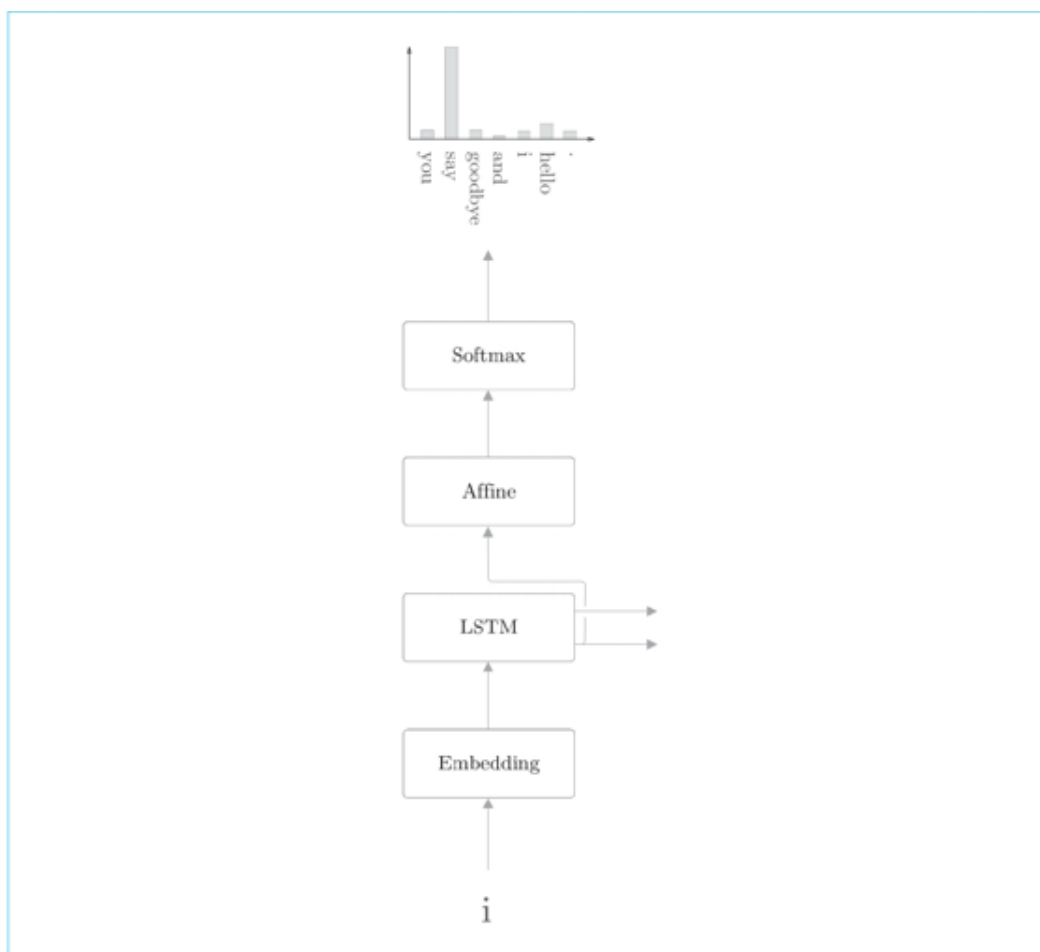 you
say
goodbye
and
i
hello
.
Softmax
Affine
LSTM
Embedding
i